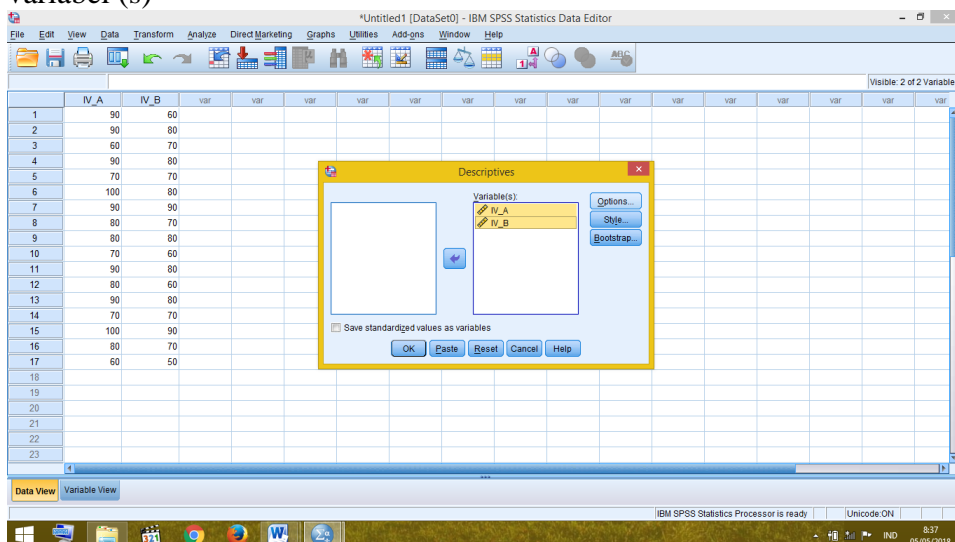 variabel (s)
*Untitled1 [DataSet0] - IBM SPSS Statistics Data Editor
File Edit View Data Transform Analyze Direct Marketing Graphs Utilities Add-ons Window Help
Visible: 2 of 2 Variable
IV_A IV_B var var var var var var var var var var var var var var
1 90 60
2 90 80
3 60 70
4 90 80
5 70 70
6 100 80
7 90 90
8 80 70
9 80 80
10 70 60
11 90 80
12 80 60
13 90 80
14 70 70
15 100 90
16 80 70
17 60 50
18
19
20
21
22
23
Descriptives
Variable(s):
IV_A
IV_B
Options...
Style...
Bootstrap...
Save standardized values as variables
OK Paste Reset Cancel Help
Data View Variable View
IBM SPSS Statistics Processor is ready Unicode:ON
IND 8:37
05/05/2018